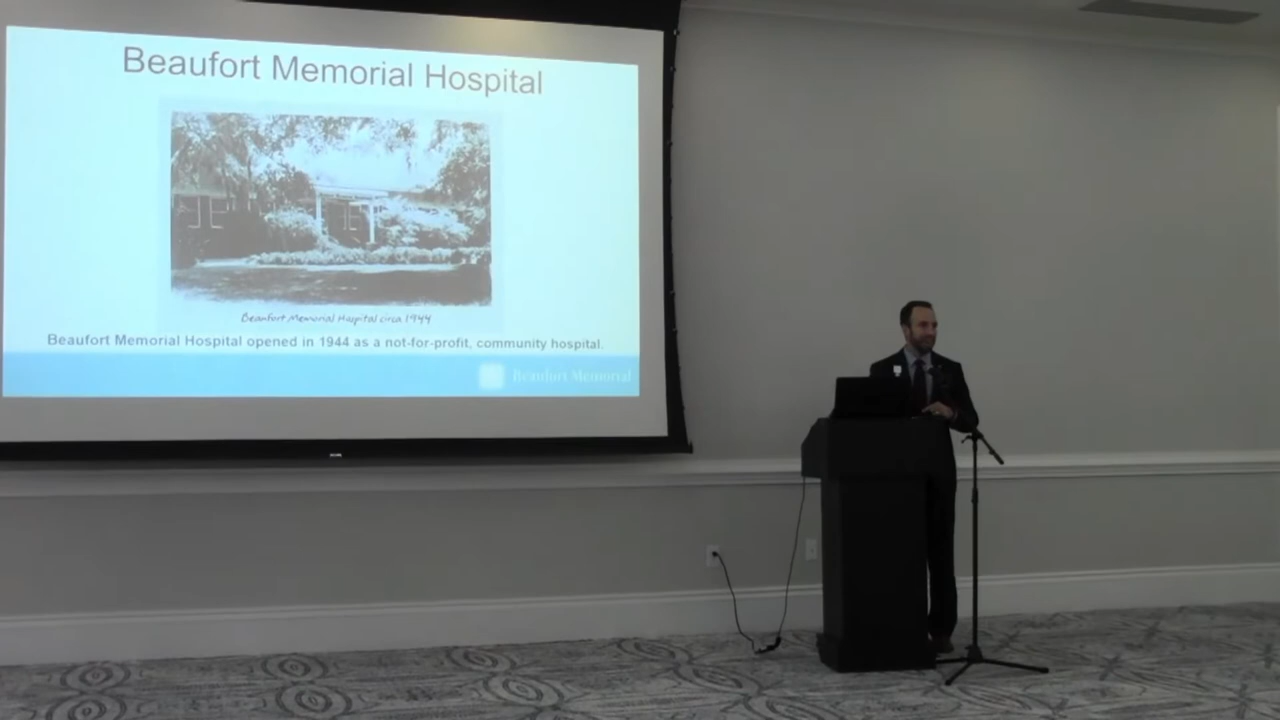 Beaufort Memorial Hospital
Beaufort Memorial Hospital circa 1944
Beaufort Memorial Hospital opened in 1944 as a not-for-profit, community hospital.
Beaufort Memorial